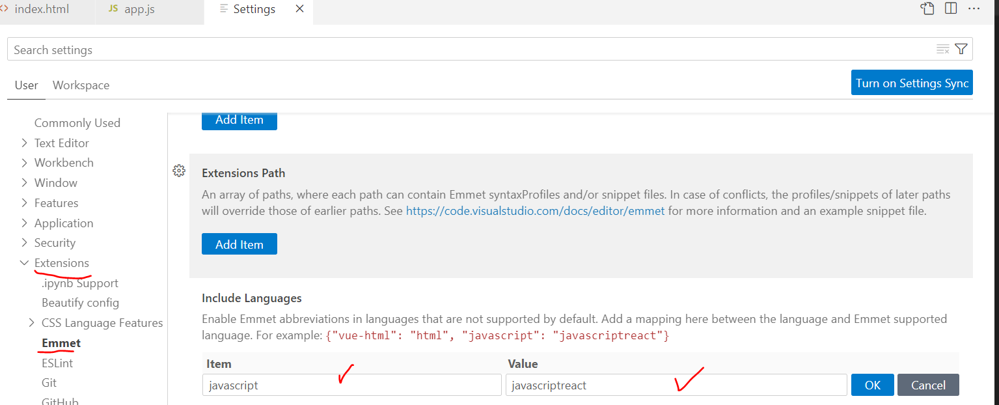 <> index.html JS app.js Settings
Search settings
User Workspace Turn on Settings Sync
Commonly Used
Text Editor
Workbench
Window
Features
Application
Security
Extensions
.ipynb Support
Beautify config
CSS Language Features
Emmet
ESLint
Git
GitHub
Add Item
Extensions Path
An array of paths, where each path can contain Emmet syntaxProfiles and/or snippet files. In case of conflicts, the profiles/snippets of later paths
will override those of earlier paths. See https://code.visualstudio.com/docs/editor/emmet for more information and an example snippet file.
Add Item
Include Languages
Enable Emmet abbreviations in languages that are not supported by default. Add a mapping here between the language and Emmet supported
language. For example: {"vue-html": "html", "javascript": "javascriptreact"}
Item Value
javascript javascriptreact OK Cancel